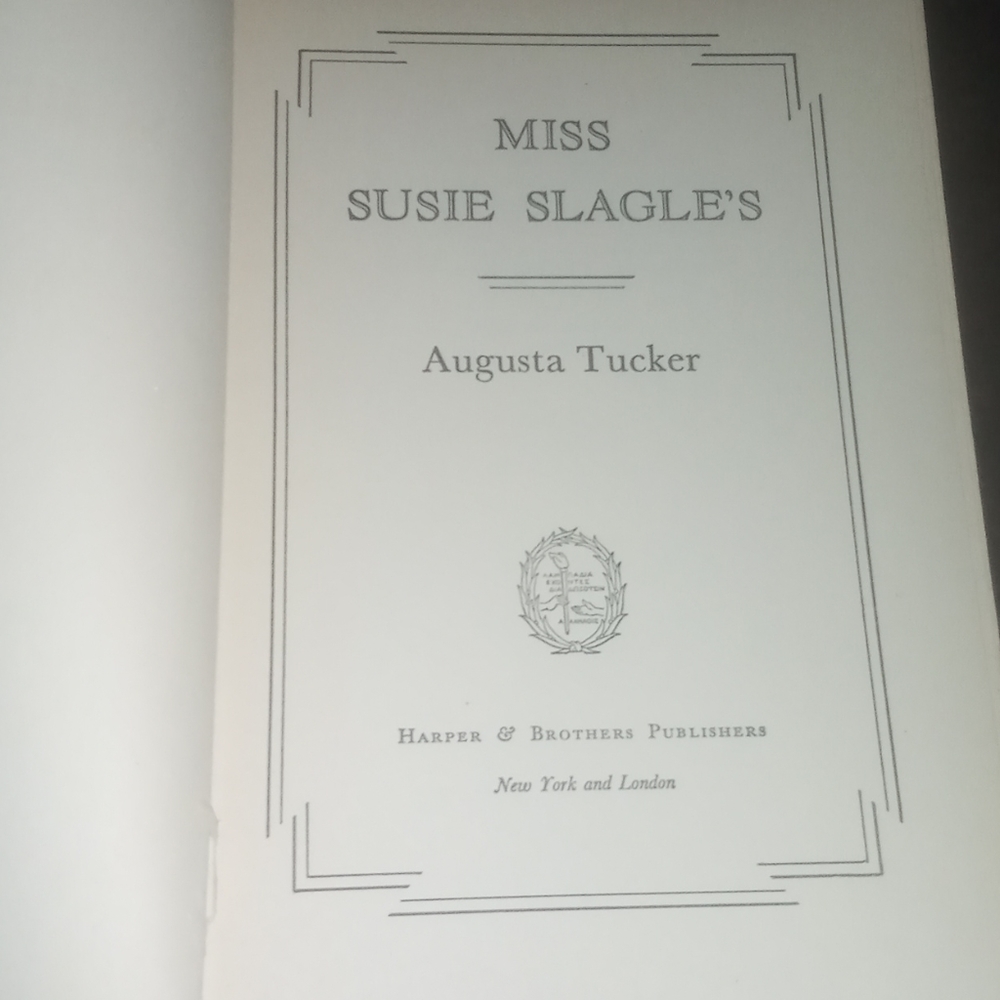 MISS
SUSIE SLAGLE'S
Augusta Tucker
HARPER & BROTHERS PUBLISHERS
New York and London